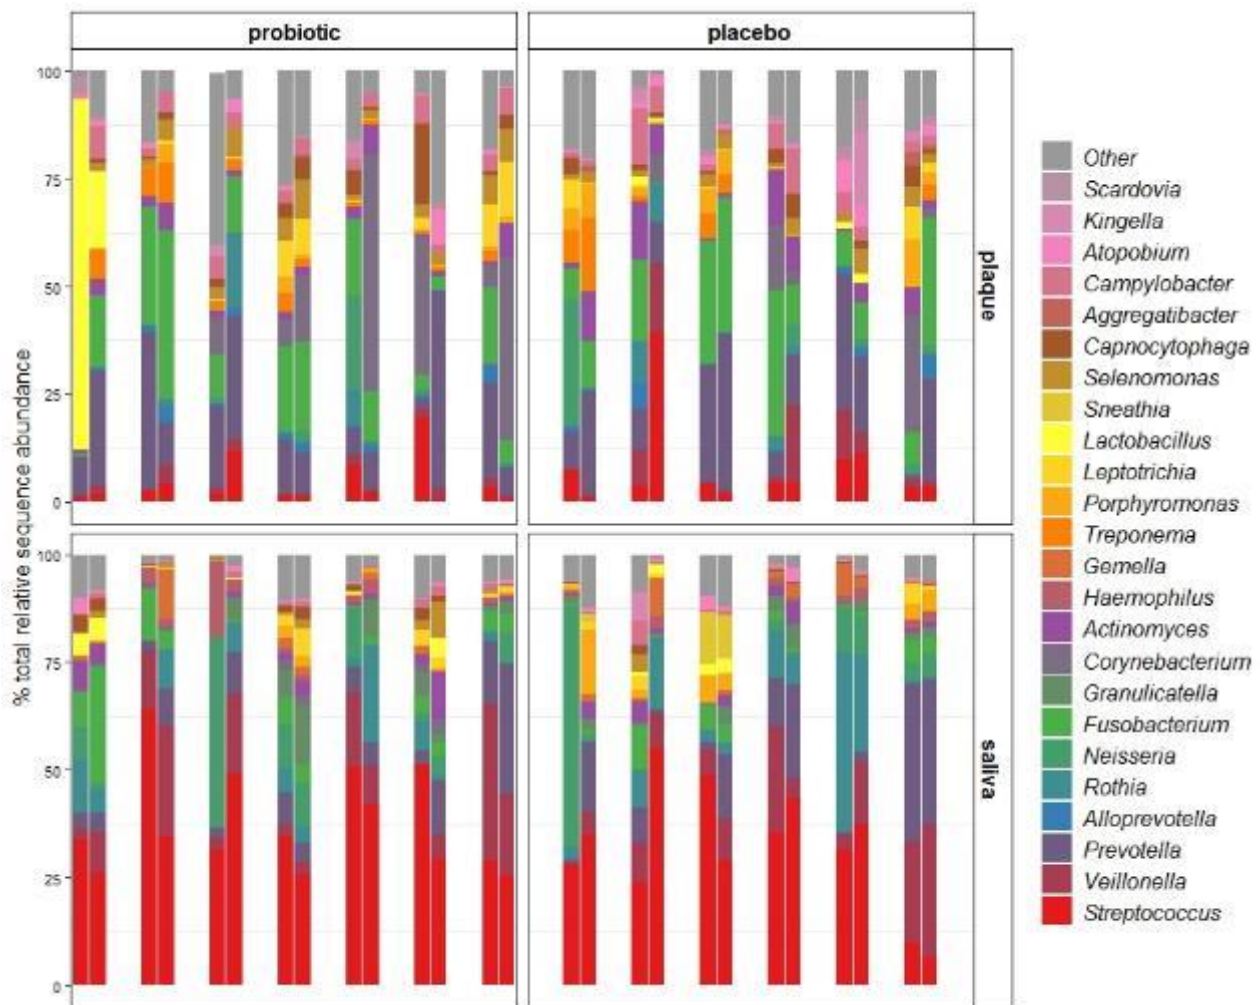 probiotic
placebo
% total relative sequence abundance
100
75
50
25
0
plaque
100
75
50
25
0
saliva
Other
Scardovia
Kingella
Atopobium
Campylobacter
Aggregatibacter
Capnocytophaga
Selenomonas
Sneathia
Lactobacillus
Leptotrichia
Porphyromonas
Treponema
Gemella
Haemophilus
Actinomyces
Corynebacterium
Granulicatella
Fusobacterium
Neisseria
Rothia
Alloprevotella
Prevotella
Veillonella
Streptococcus